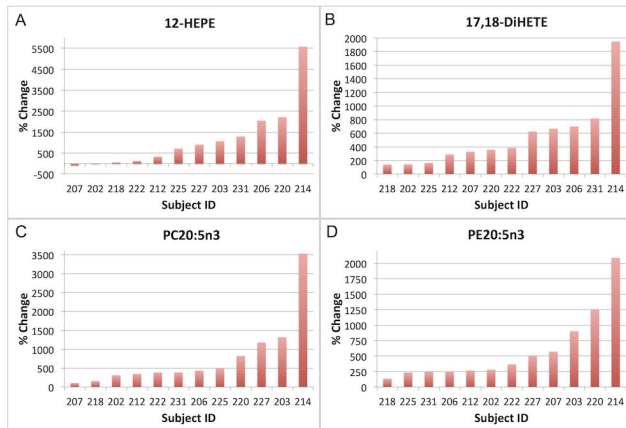 A
12-HEPE
% Change
5500
4500
3500
2500
1500
500
-500
207 202 218 222 212 225 227 203 231 206 220 214
Subject ID
B
17,18-DiHETE
% Change
2000
1800
1600
1400
1200
1000
800
600
400
200
0
218 202 225 212 207 220 222 227 203 206 231 214
Subject ID
C
PC20:5n3
% Change
3500
3000
2500
2000
1500
1000
500
0
207 218 202 212 222 231 206 225 220 227 203 214
Subject ID
D
PE20:5n3
% Change
2000
1750
1500
1250
1000
750
500
250
0
218 225 231 206 212 202 222 227 207 203 220 214
Subject ID